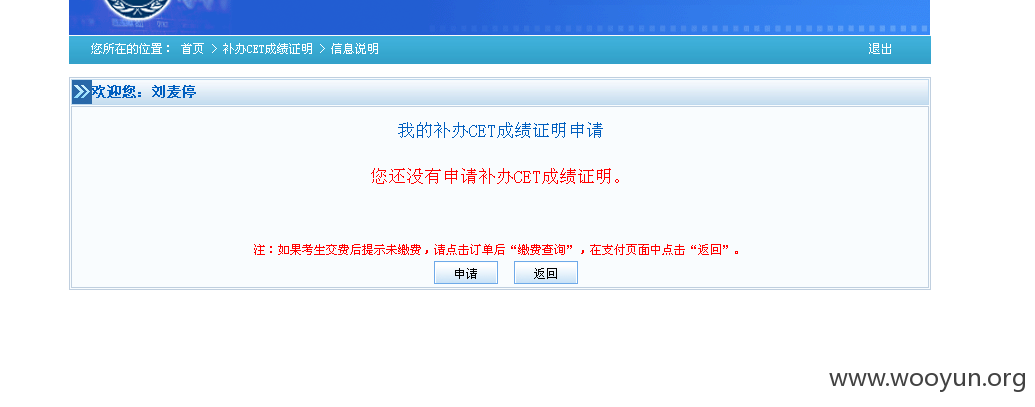 您所在的位置： 首页 > 补办CET成绩证明 > 信息说明 退出
欢迎您：刘麦停
我的补办CET成绩证明申请
您还没有申请补办CET成绩证明。
注：如果考生交费后提示未缴费，请点击订单后“缴费查询”，在支付页面中点击“返回”。
申请 返回
www.wooyun.org